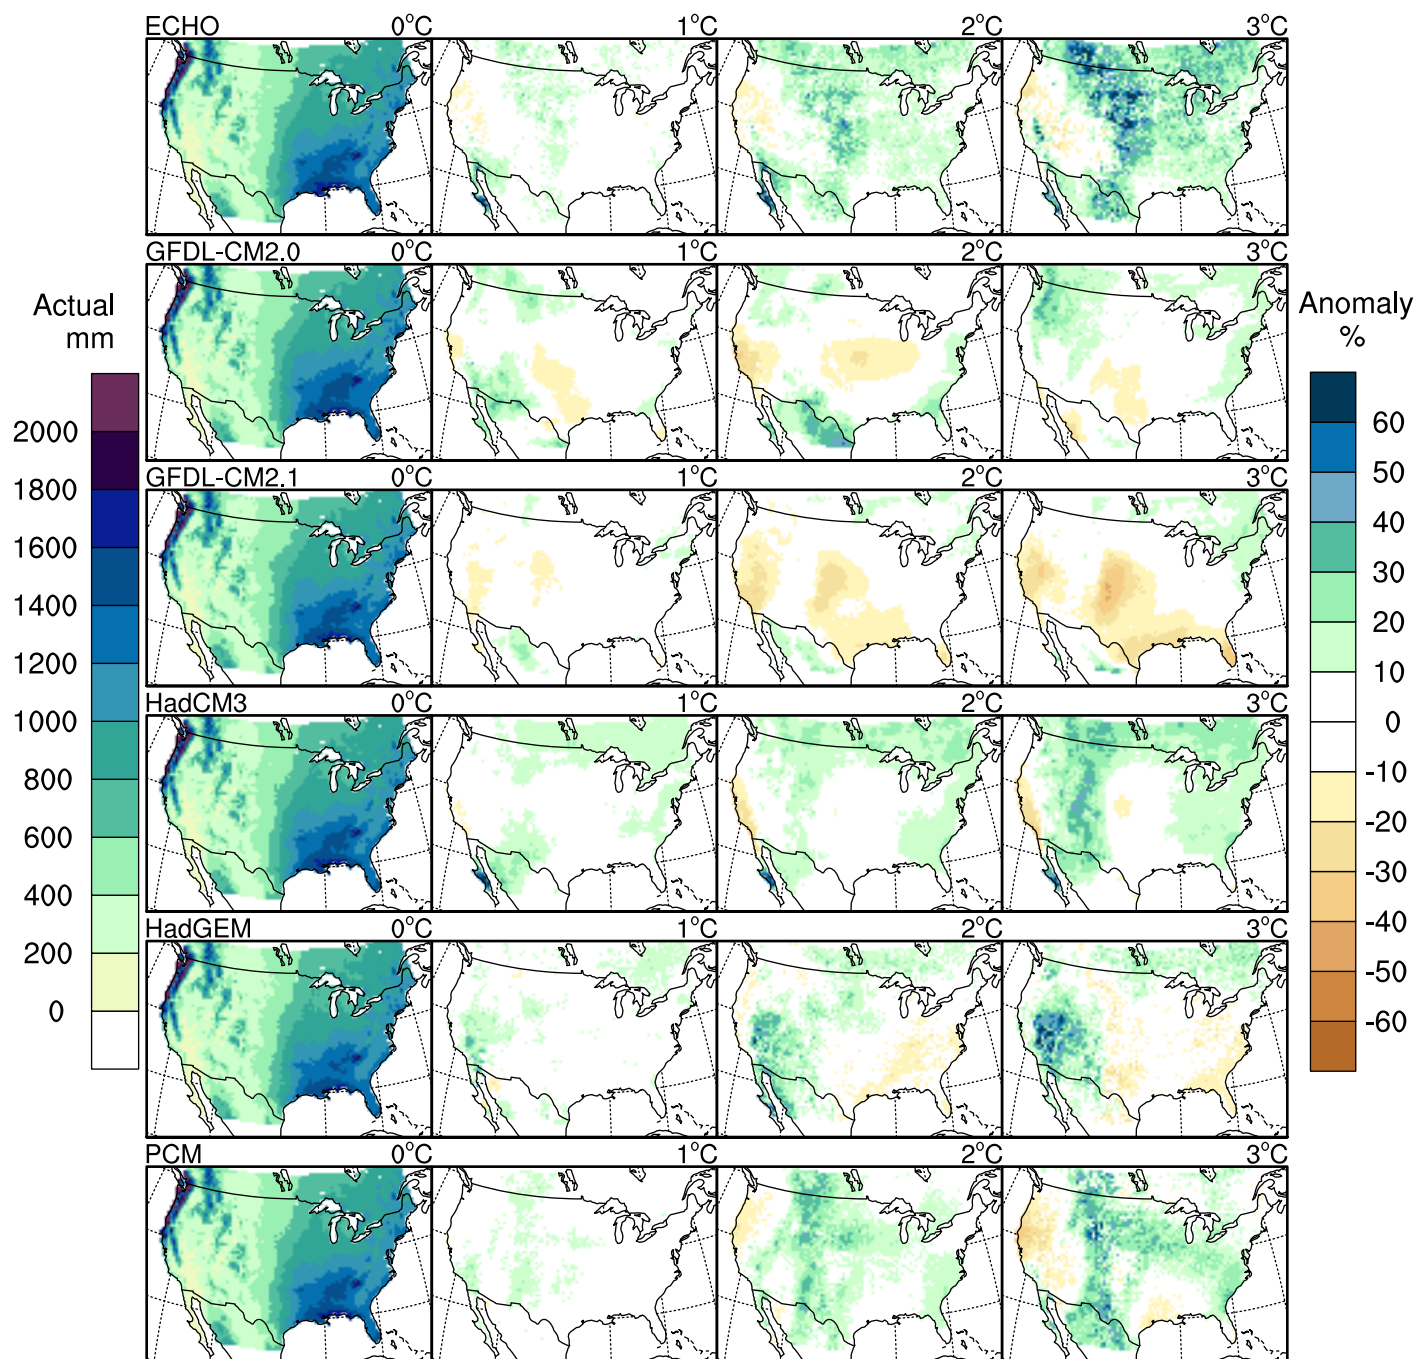 ECHO 0°C 1°C 2°C 3°C
GFDL-CM2.0 0°C 1°C 2°C 3°C
Actual
mm
2000
1800
1600
1400
1200
1000
800
600
400
200
0
Anomaly
%
60
50
40
30
20
10
0
-10
-20
-30
-40
-50
-60
GFDL-CM2.1 0°C 1°C 2°C 3°C
HadCM3 0°C 1°C 2°C 3°C
HadGEM 0°C 1°C 2°C 3°C
PCM 0°C 1°C 2°C 3°C